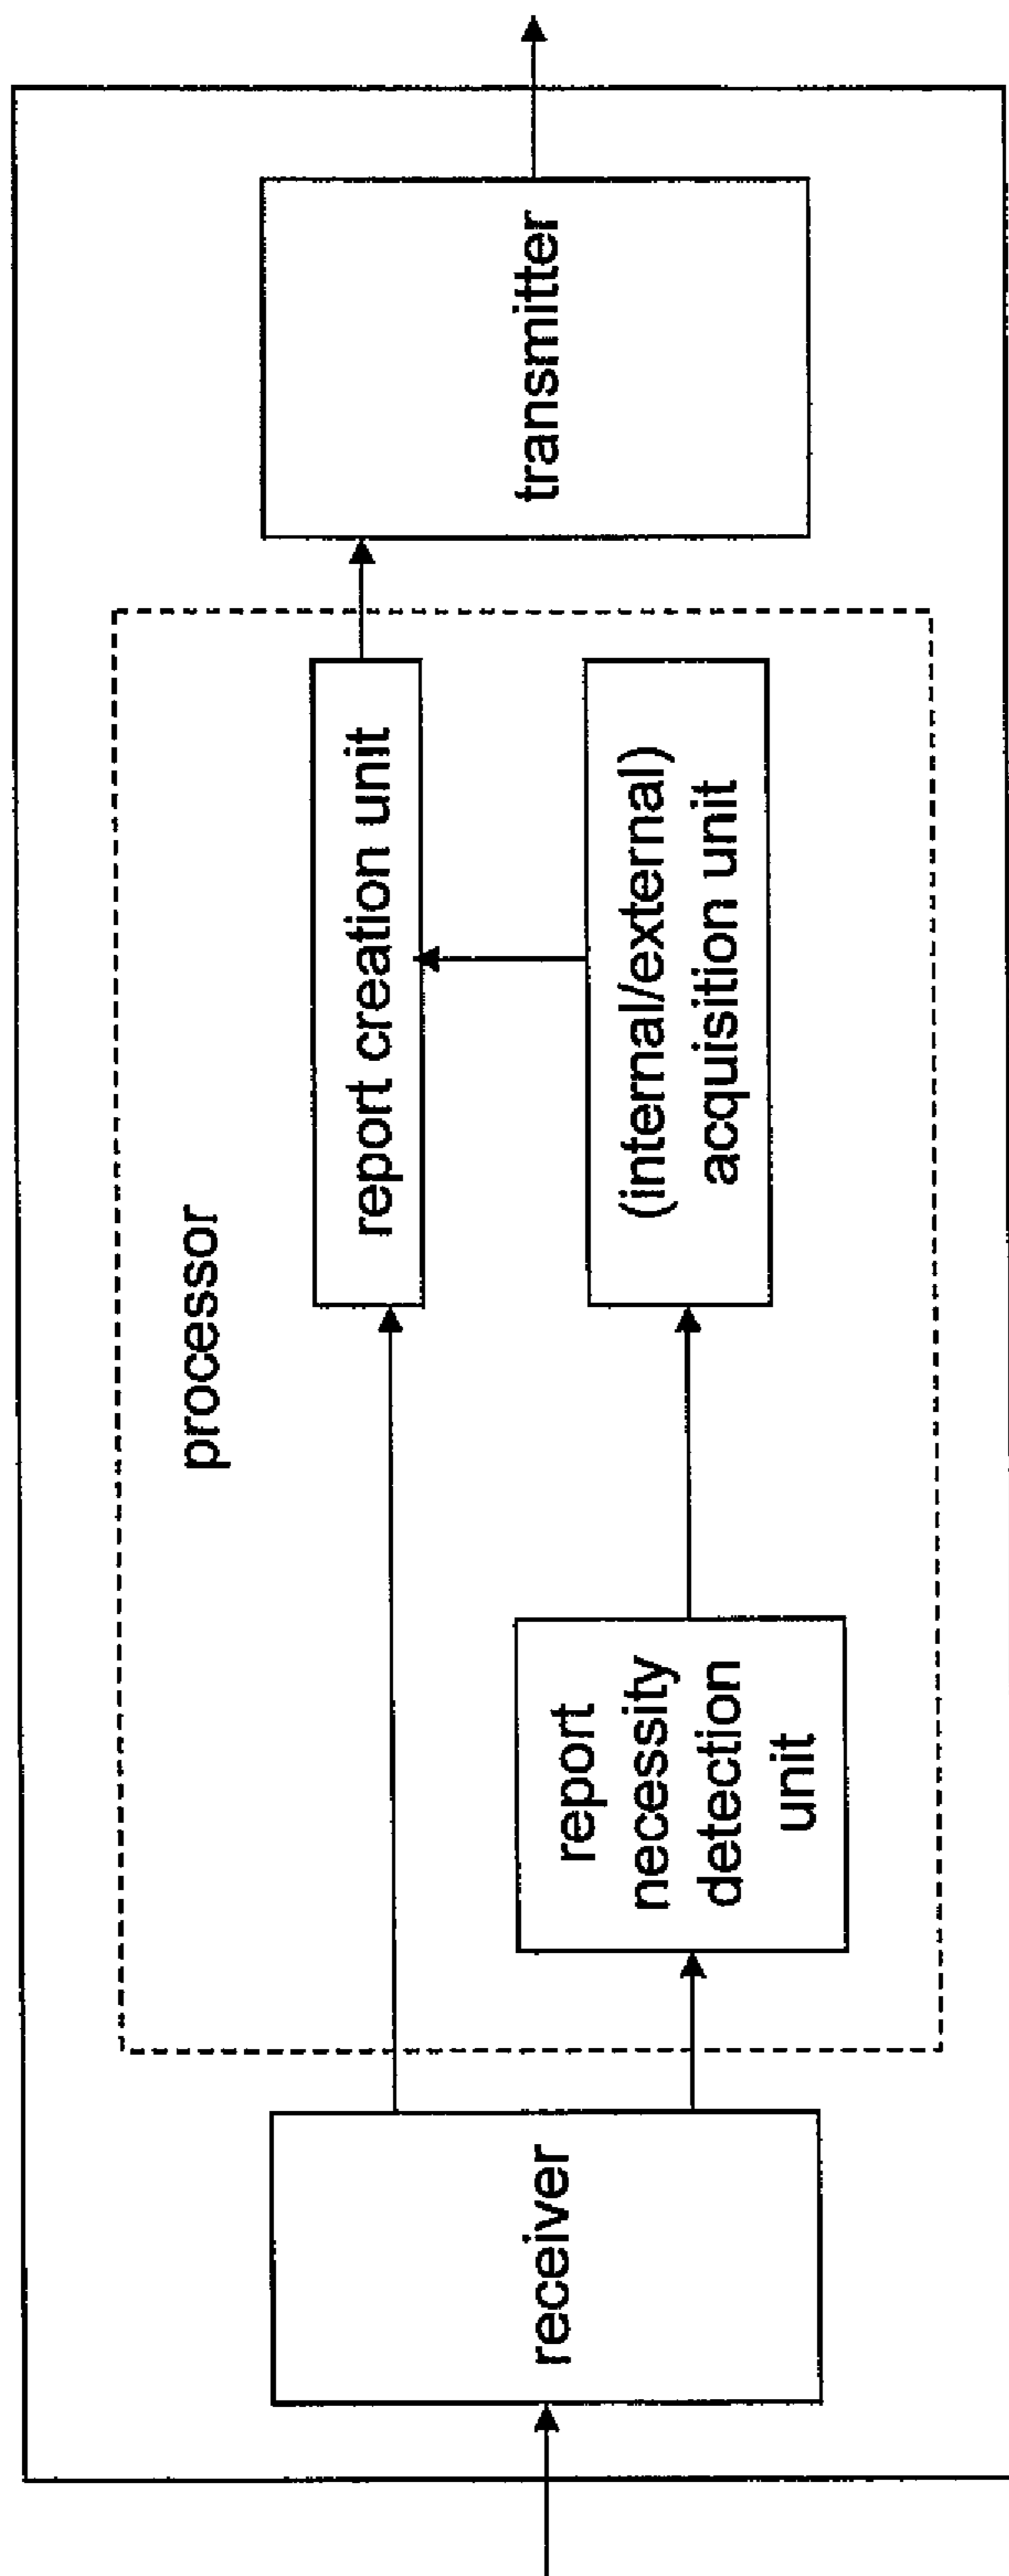 receiver
processor
report
necessity
detection
unit
report creation unit
(internal/external)
acquisition unit
transmitter